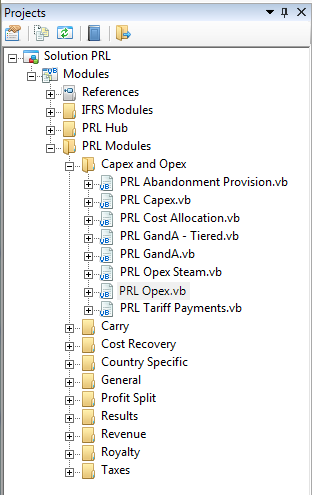 Projects
Solution PRL
Modules
References
IFRS Modules
PRL Hub
PRL Modules
Capex and Opex
PRL Abandonment Provision.vb
PRL Capex.vb
PRL Cost Allocation.vb
PRL GandA - Tiered.vb
PRL GandA.vb
PRL Opex Steam.vb
PRL Opex.vb
PRL Tariff Payments.vb
Carry
Cost Recovery
Country Specific
General
Profit Split
Results
Revenue
Royalty
Taxes